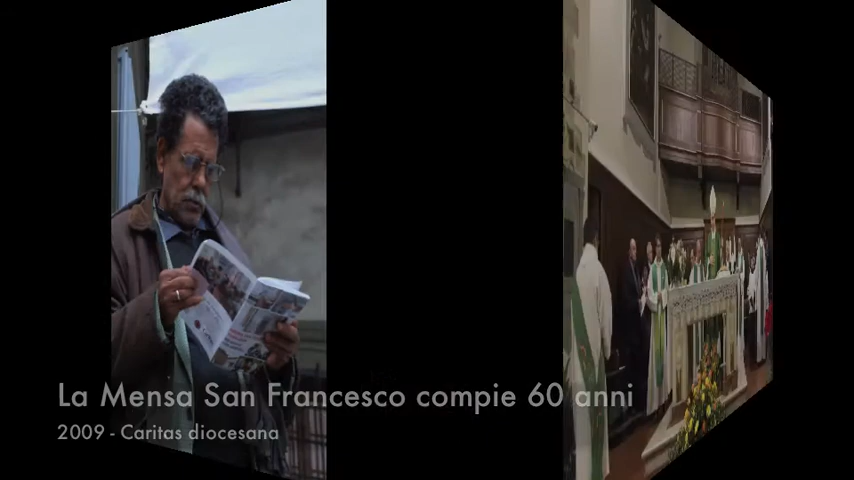 La Mensa San Francesco compie 60 anni
2009 - Caritas diocesana